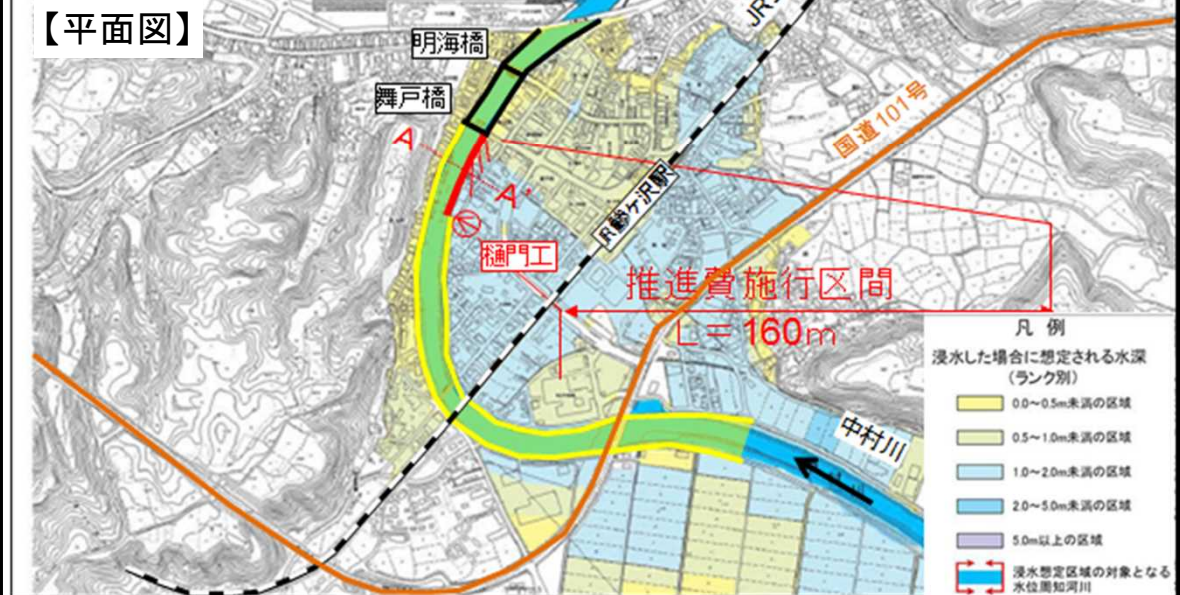 【平面図】
明海橋
舞戸橋
A
A'
JR
国道101号
JR鰺ヶ沢駅
樋門工
推進費施行区間
L=160m
中村川
凡例
浸水した場合に想定される水深
(ランク別)
0.0~0.5m未満の区域
0.5~1.0m未満の区域
1.0~2.0m未満の区域
2.0~5.0m未満の区域
5.0m以上の区域
浸水想定区域の対象となる
水位周知河川